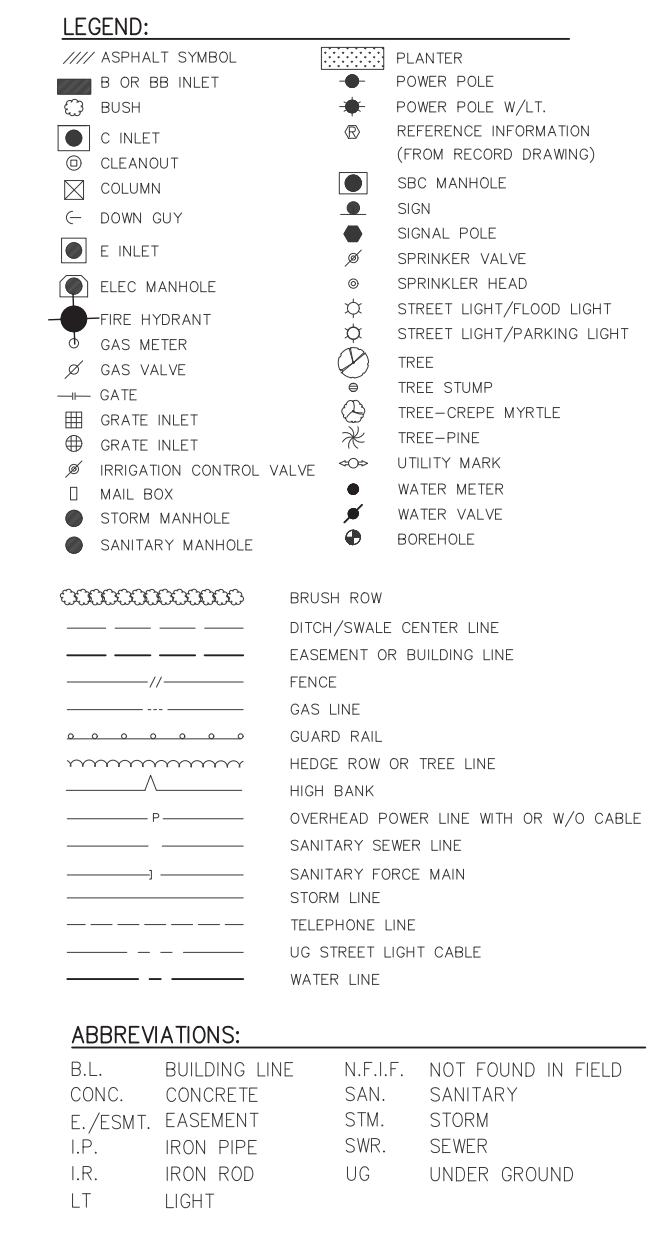 LEGEND:
ASPHALT SYMBOL
B OR BB INLET
BUSH
C INLET
CLEANOUT
COLUMN
DOWN GUY
E INLET
ELEC MANHOLE
FIRE HYDRANT
GAS METER
GAS VALVE
GATE
GRATE INLET
GRATE INLET
IRRIGATION CONTROL VALVE
MAIL BOX
STORM MANHOLE
SANITARY MANHOLE
PLANTER
POWER POLE
POWER POLE W/LT.
R REFERENCE INFORMATION
(FROM RECORD DRAWING)
SBC MANHOLE
SIGN
SIGNAL POLE
SPRINKER VALVE
SPRINKLER HEAD
STREET LIGHT/FLOOD LIGHT
STREET LIGHT/PARKING LIGHT
TREE
TREE STUMP
TREE-CREPE MYRTLE
TREE-PINE
UTILITY MARK
WATER METER
WATER VALVE
BOREHOLE
BRUSH ROW
DITCH/SWALE CENTER LINE
EASEMENT OR BUILDING LINE
FENCE
GAS LINE
GUARD RAIL
HEDGE ROW OR TREE LINE
HIGH BANK
P OVERHEAD POWER LINE WITH OR W/O CABLE
SANITARY SEWER LINE
SANITARY FORCE MAIN
STORM LINE
TELEPHONE LINE
UG STREET LIGHT CABLE
WATER LINE
ABBREVIATIONS:
B.L. BUILDING LINE
CONC. CONCRETE
E./ESMT. EASEMENT
I.P. IRON PIPE
I.R. IRON ROD
LT LIGHT
N.F.I.F. NOT FOUND IN FIELD
SAN. SANITARY
STM. STORM
SWR. SEWER
UG UNDER GROUND